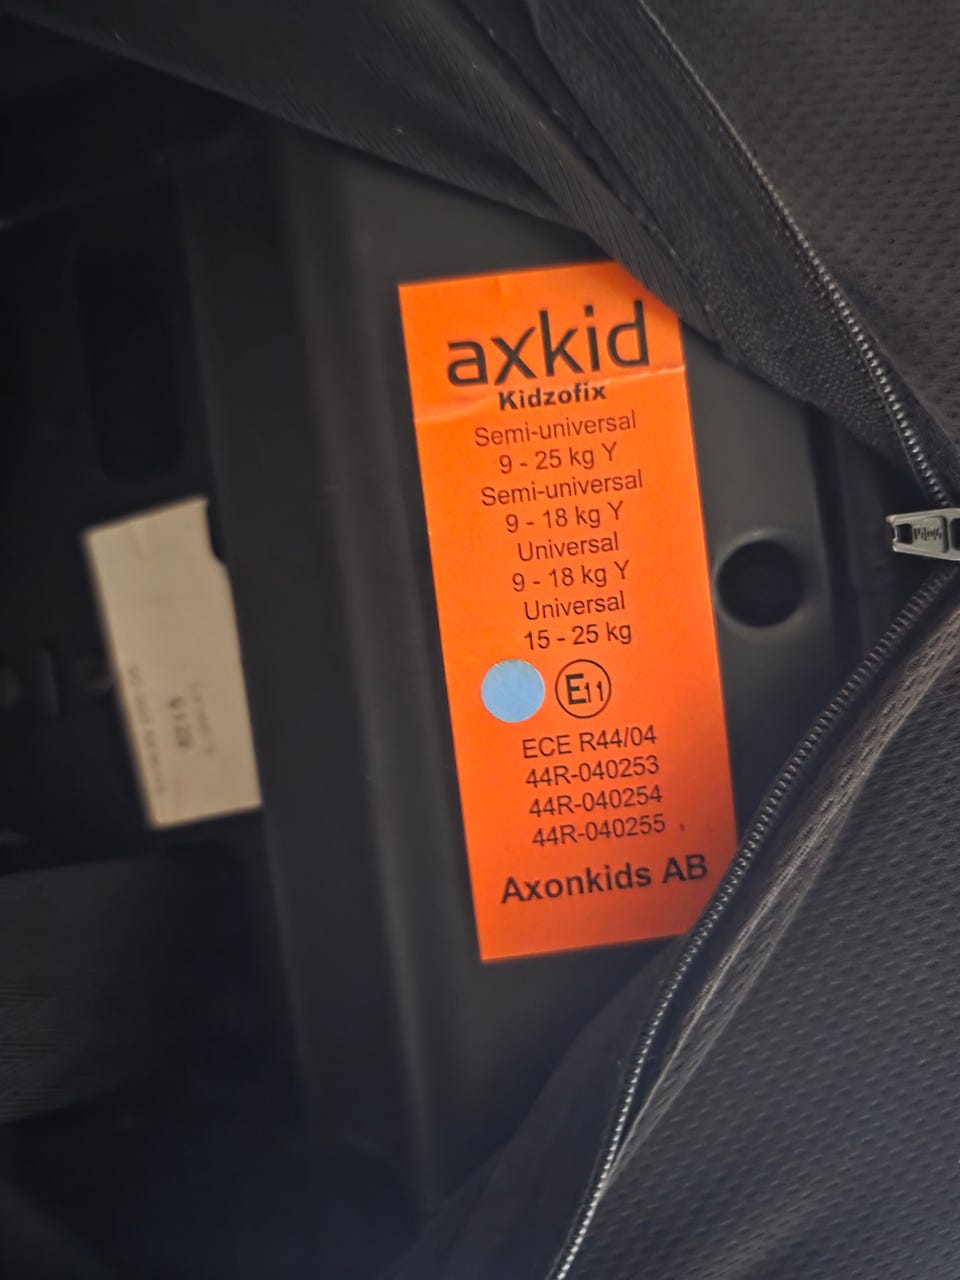 axkid
Kidzofix
Semi-universal
9 - 25 kg Y
Semi-universal
9 - 18 kg Y
Universal
9 - 18 kg Y
Universal
15 - 25 kg
E11
ECE R44/04
44R-040253
44R-040254
44R-040255
Axonkids AB